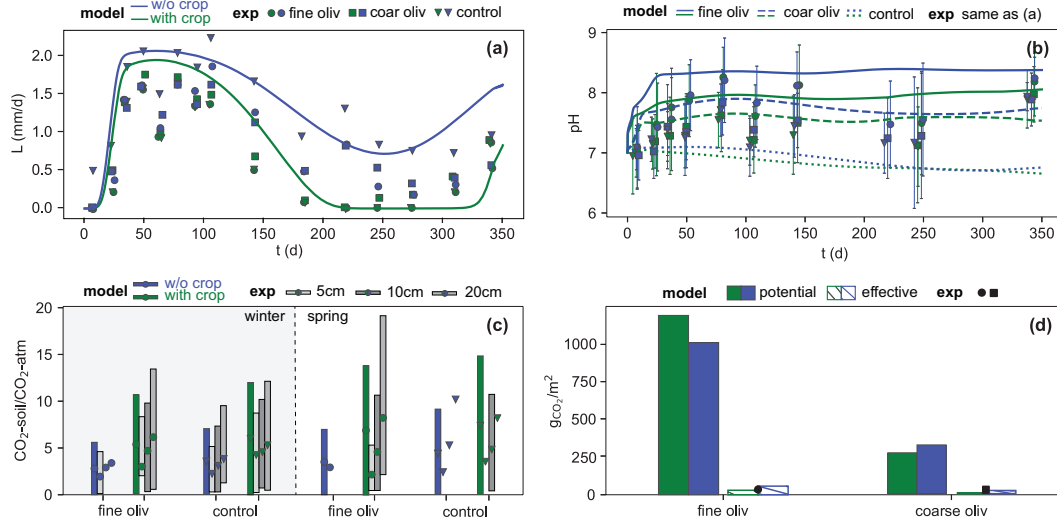 model w/o crop with crop exp fine oliv coar oliv control
(a)
L (mm/d)
2.0
1.5
1.0
0.5
0.0
0 50 100 150 200 250 300 350
t (d)
model fine oliv coar oliv control exp same as (a)
(b)
pH
8
7
6
0 50 100 150 200 250 300 350
t (d)
model w/o crop with crop exp 5cm 10cm 20cm
winter spring
(c)
CO₂-soil/CO₂-atm
20
15
10
5
0
fine oliv control fine oliv control
model potential effective exp
(d)
gCO₂/m²
1000
750
500
250
0
fine oliv coarse oliv